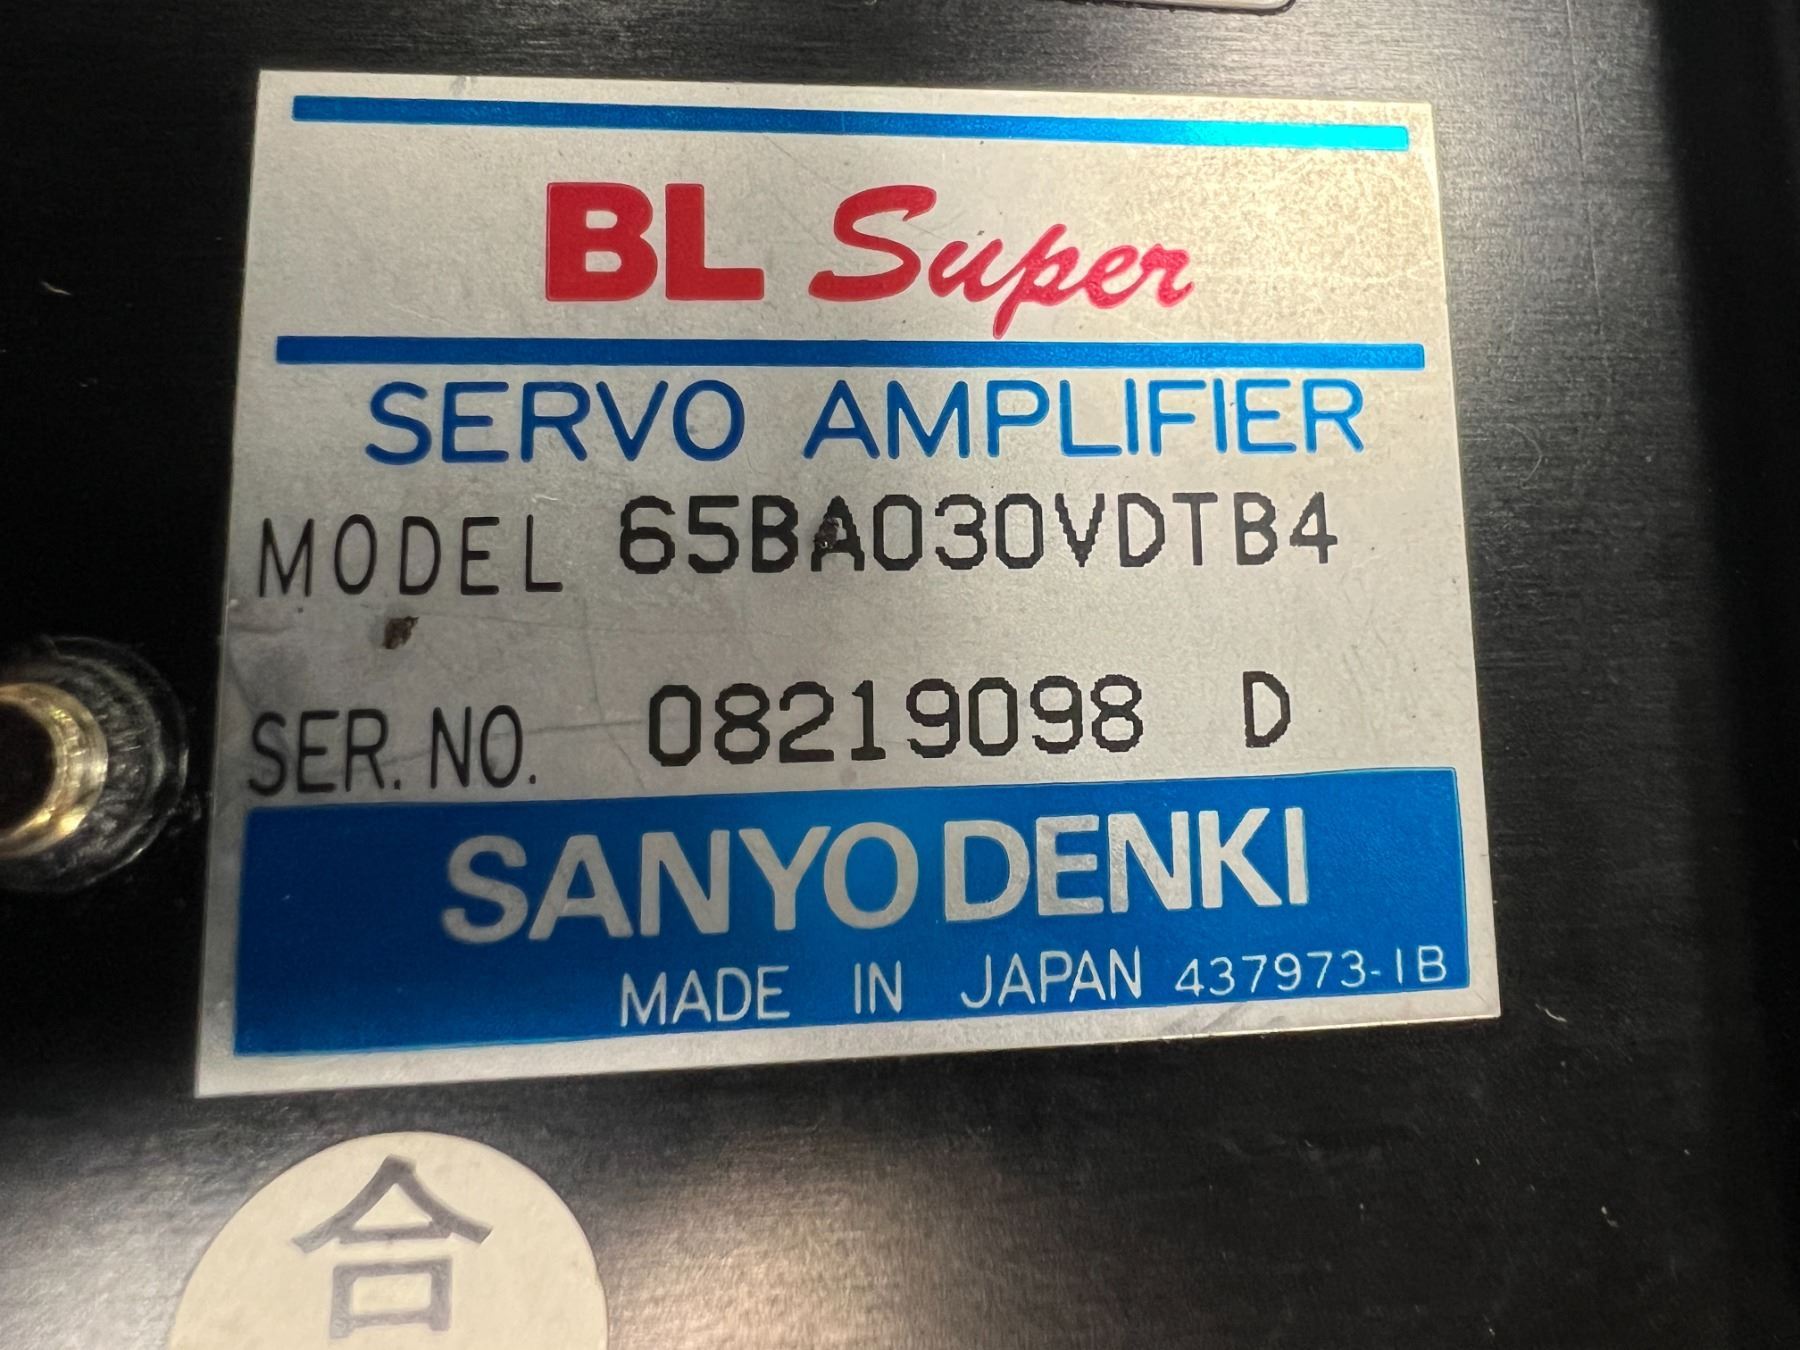 BL Super
SERVO AMPLIFIER
MODEL 65BA030VDTB4
SER. NO. 08219098 D
SANYO DENKI
MADE IN JAPAN 437973-1B
合